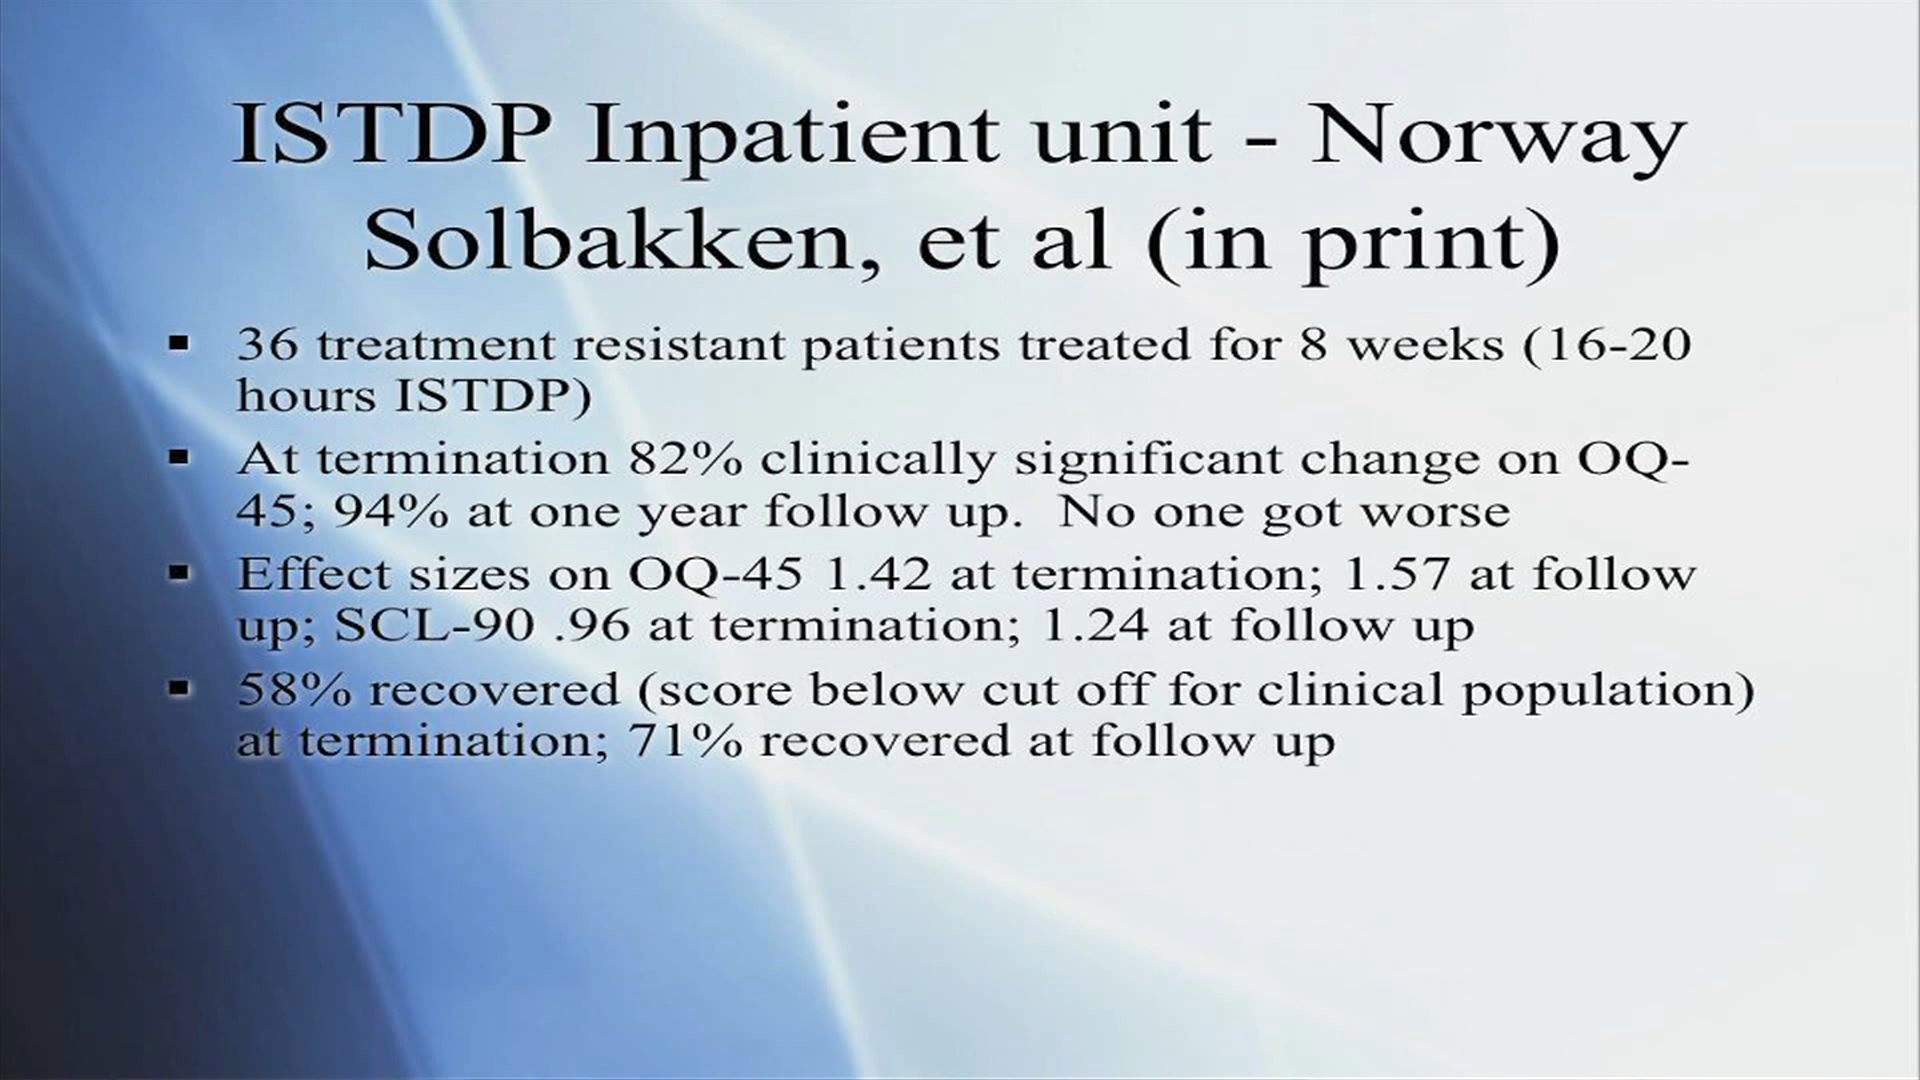 ISTDP Inpatient unit - Norway
Solbakken, et al (in print)
▪ 36 treatment resistant patients treated for 8 weeks (16-20
hours ISTDP)
▪ At termination 82% clinically significant change on OQ-
45; 94% at one year follow up.  No one got worse
▪ Effect sizes on OQ-45 1.42 at termination; 1.57 at follow
up; SCL-90 .96 at termination; 1.24 at follow up
▪ 58% recovered (score below cut off for clinical population)
at termination; 71% recovered at follow up